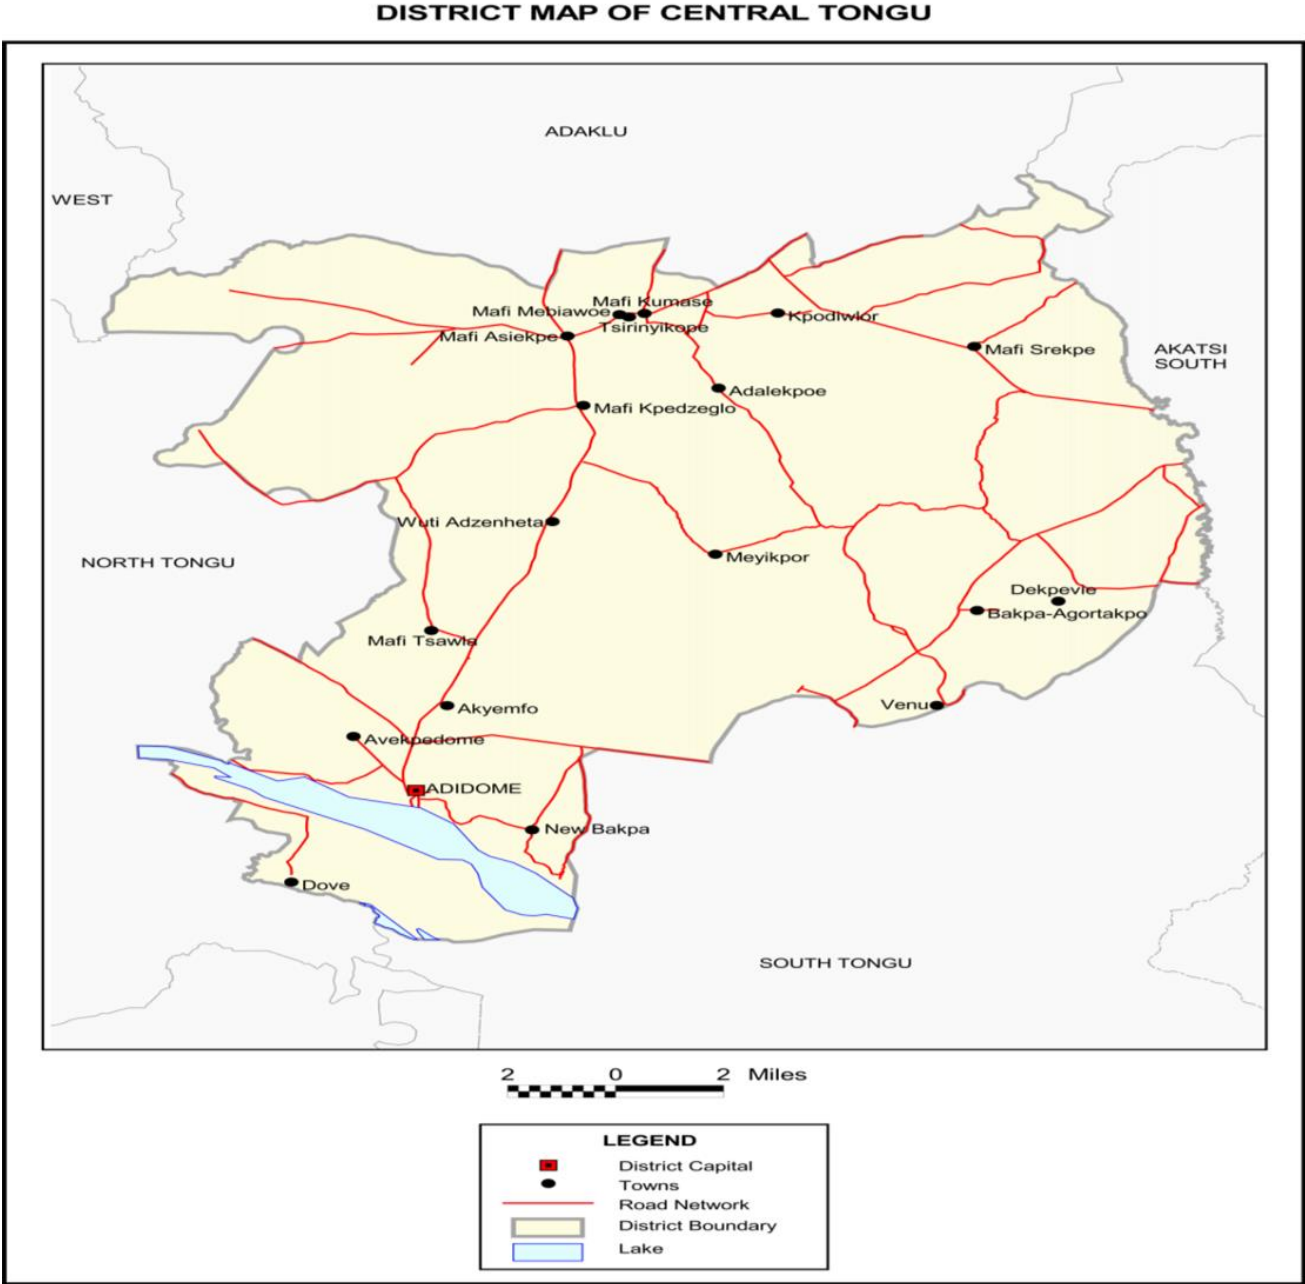 DISTRICT MAP OF CENTRAL TONGU
ADAKLU
WEST
Mafi Kumase
Mafi Mebiawoe
Kpodiwlor
Tsirinyikope
Mafi Asiekpe
Mafi Srekpe
AKATSI
SOUTH
Adalekpoe
Mafi Kpedzeglo
Wuti Adzenheta
Meyikpor
NORTH TONGU
Dekpevie
Bakpa-Agortakpo
Mafi Tsawla
Akyemfo
Venu
Avekpedome
ADIDOME
New Bakpa
Dove
SOUTH TONGU
2 0 2 Miles
LEGEND
District Capital
Towns
Road Network
District Boundary
Lake